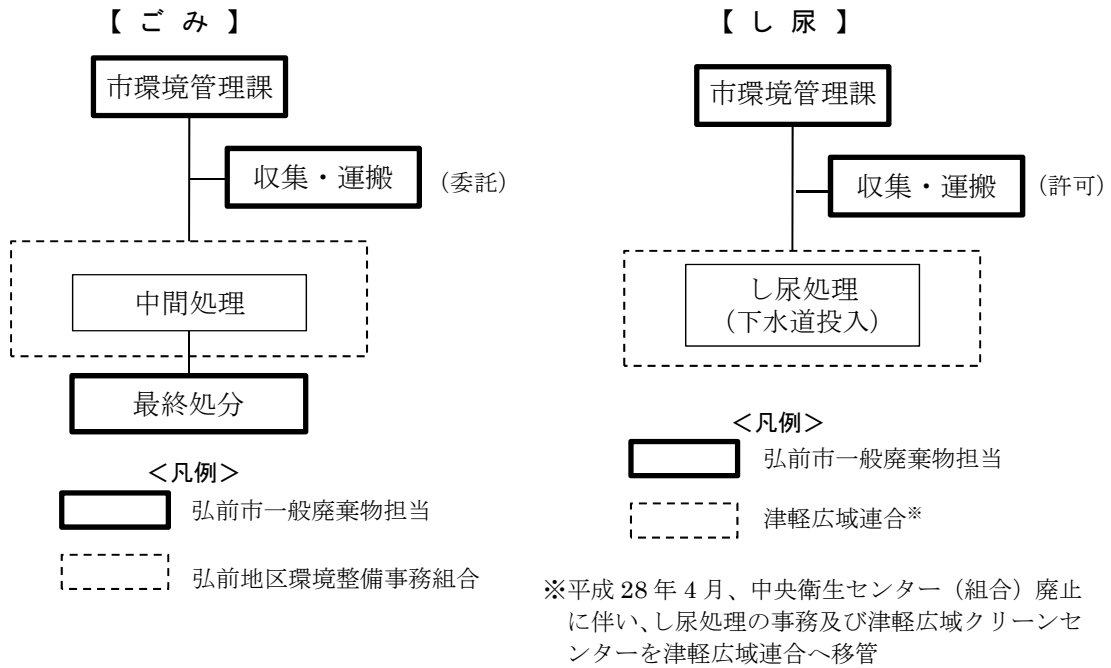 【 ご み 】
市環境管理課
収集・運搬 (委託)
中間処理
最終処分
＜凡例＞
弘前市一般廃棄物担当
弘前地区環境整備事務組合
【 し 尿 】
市環境管理課
収集・運搬 (許可)
し尿処理
（下水道投入）
＜凡例＞
弘前市一般廃棄物担当
津軽広域連合※
※平成 28 年 4 月、中央衛生センター（組合）廃止
に伴い、し尿処理の事務及び津軽広域クリーンセ
ンターを津軽広域連合へ移管